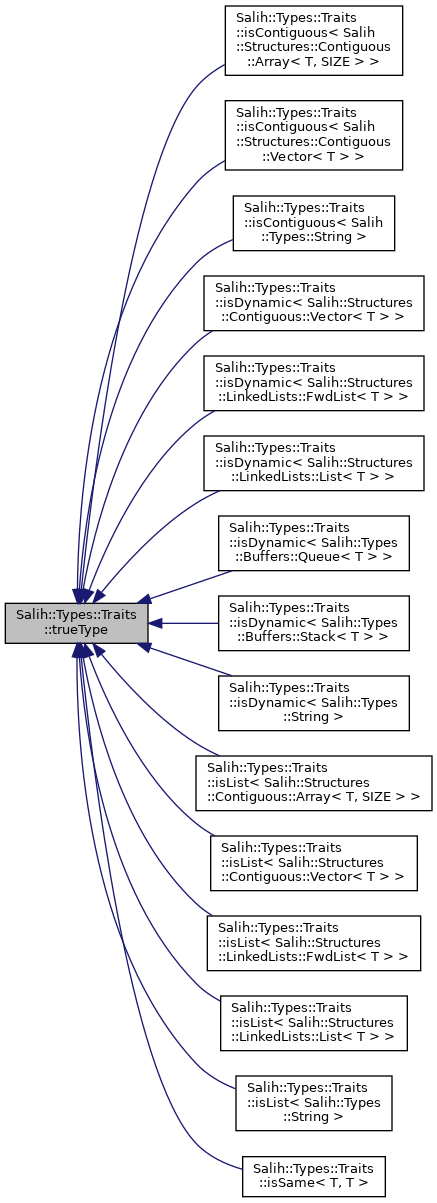 Salih::Types::Traits
::isContiguous< Salih
::Structures::Contiguous
::Array< T, SIZE > >
Salih::Types::Traits
::isContiguous< Salih
::Structures::Contiguous
::Vector< T > >
Salih::Types::Traits
::isContiguous< Salih
::Types::String >
Salih::Types::Traits
::isDynamic< Salih::Structures
::Contiguous::Vector< T > >
Salih::Types::Traits
::isDynamic< Salih::Structures
::LinkedLists::FwdList< T > >
Salih::Types::Traits
::isDynamic< Salih::Structures
::LinkedLists::List< T > >
Salih::Types::Traits
::isDynamic< Salih::Types
::Buffers::Queue< T > >
Salih::Types::Traits
::trueType
Salih::Types::Traits
::isDynamic< Salih::Types
::Buffers::Stack< T > >
Salih::Types::Traits
::isDynamic< Salih::Types
::String >
Salih::Types::Traits
::isList< Salih::Structures
::Contiguous::Array< T, SIZE > >
Salih::Types::Traits
::isList< Salih::Structures
::Contiguous::Vector< T > >
Salih::Types::Traits
::isList< Salih::Structures
::LinkedLists::FwdList< T > >
Salih::Types::Traits
::isList< Salih::Structures
::LinkedLists::List< T > >
Salih::Types::Traits
::isList< Salih::Types
::String >
Salih::Types::Traits
::isSame< T, T >